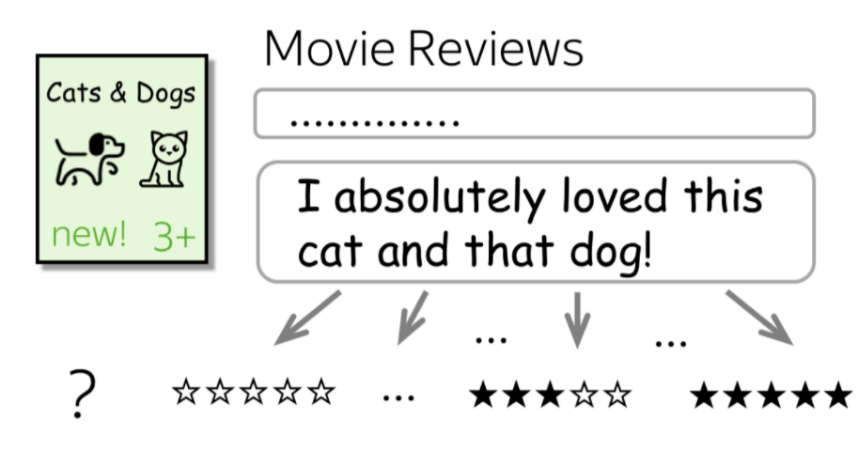 Movie Reviews
Cats & Dogs
new! 3+
..............
I absolutely loved this
cat and that dog!
... ...
? ☆☆☆☆☆ ... ★★★☆☆ ★★★★★